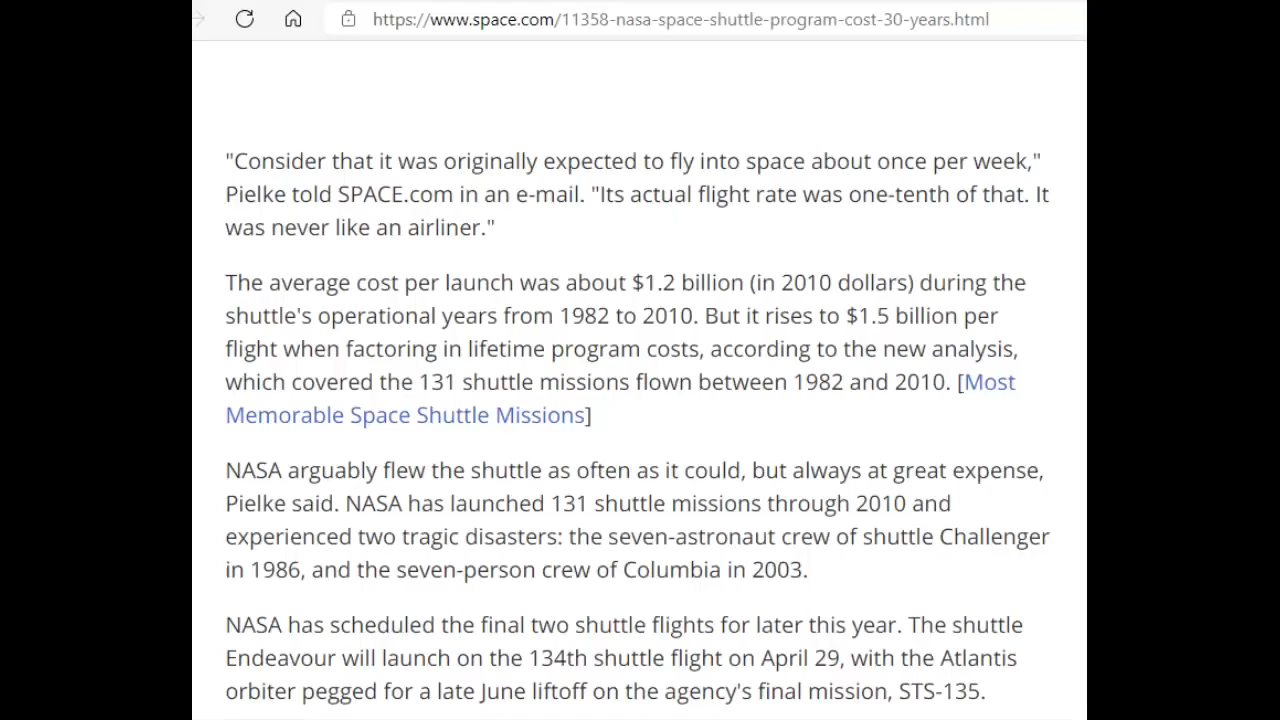 https://www.space.com/11358-nasa-space-shuttle-program-cost-30-years.html
"Consider that it was originally expected to fly into space about once per week,"
Pielke told SPACE.com in an e-mail. "Its actual flight rate was one-tenth of that. It
was never like an airliner."
The average cost per launch was about $1.2 billion (in 2010 dollars) during the
shuttle's operational years from 1982 to 2010. But it rises to $1.5 billion per
flight when factoring in lifetime program costs, according to the new analysis,
which covered the 131 shuttle missions flown between 1982 and 2010. [Most
Memorable Space Shuttle Missions]
NASA arguably flew the shuttle as often as it could, but always at great expense,
Pielke said. NASA has launched 131 shuttle missions through 2010 and
experienced two tragic disasters: the seven-astronaut crew of shuttle Challenger
in 1986, and the seven-person crew of Columbia in 2003.
NASA has scheduled the final two shuttle flights for later this year. The shuttle
Endeavour will launch on the 134th shuttle flight on April 29, with the Atlantis
orbiter pegged for a late June liftoff on the agency's final mission, STS-135.